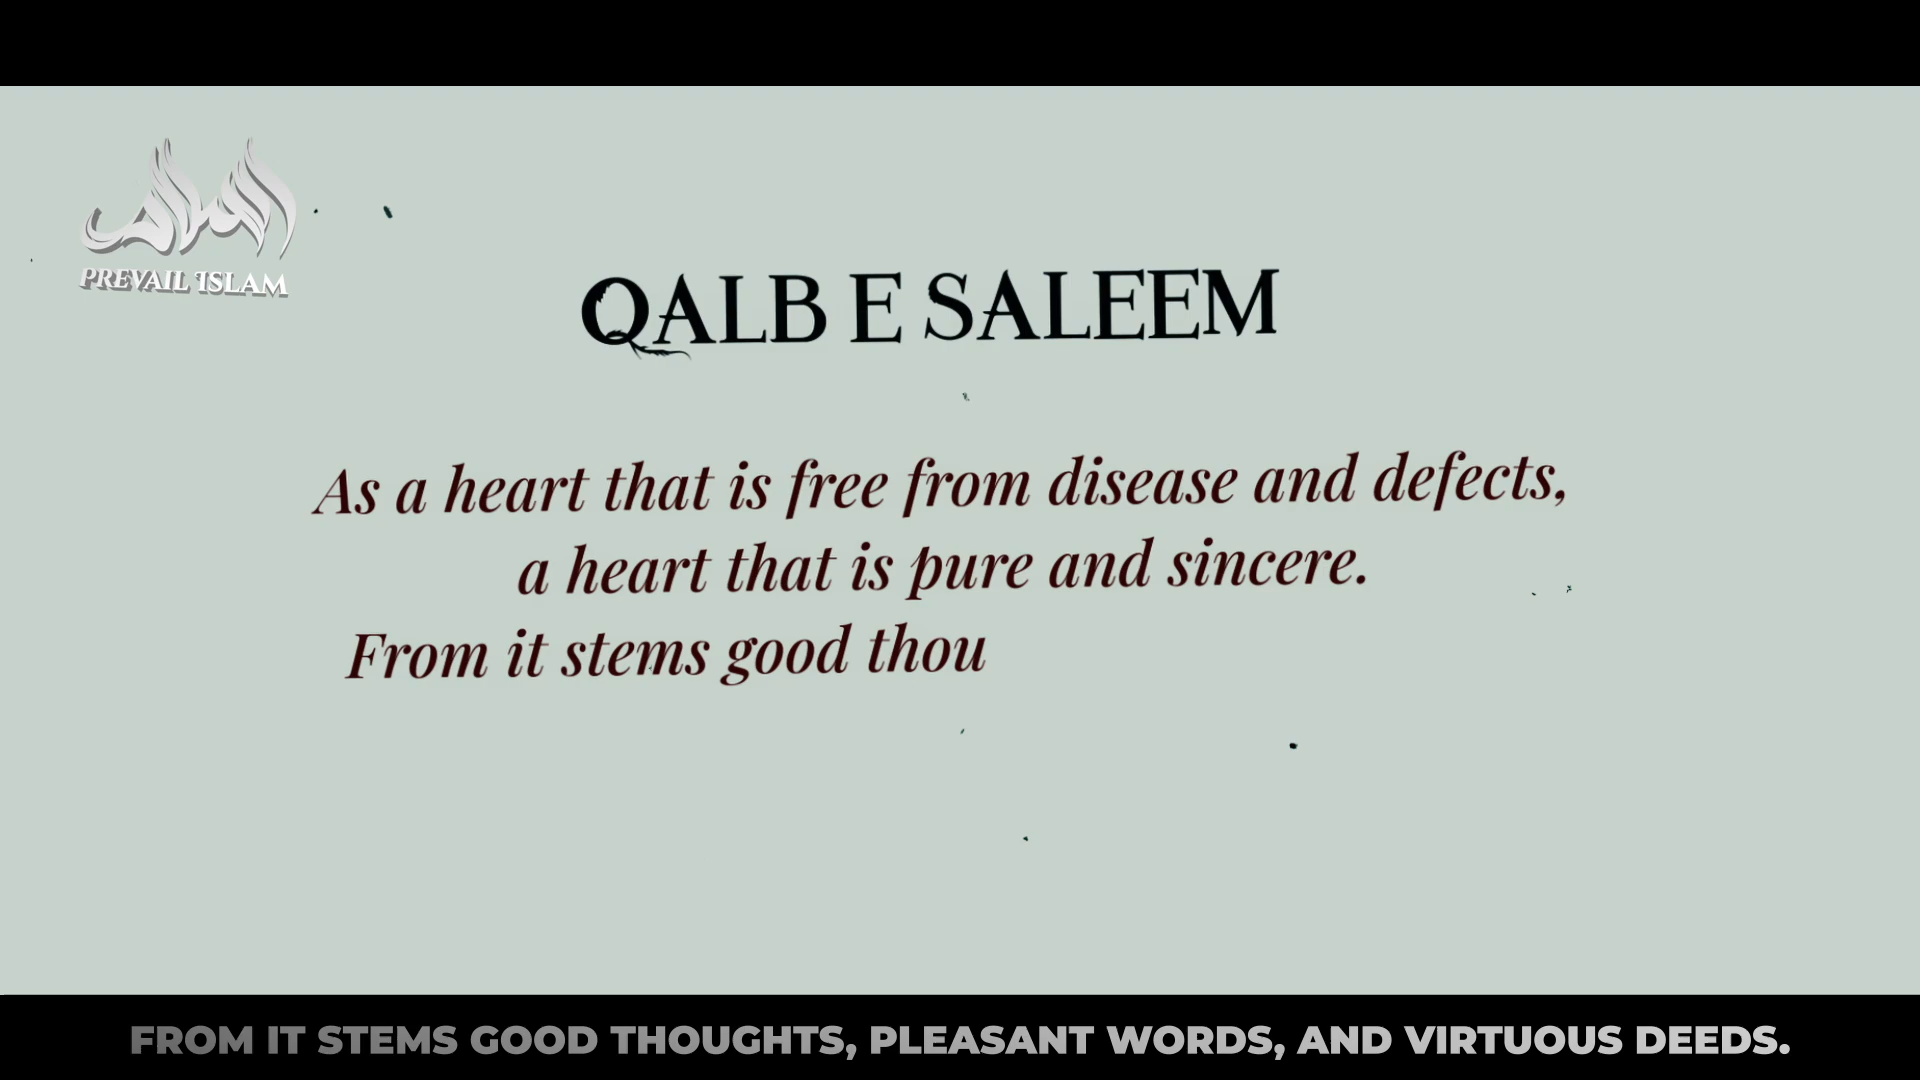 PREVAIL ISLAM
QALB E SALEEM
As a heart that is free from disease and defects,
a heart that is pure and sincere.
From it stems good thou
FROM IT STEMS GOOD THOUGHTS, PLEASANT WORDS, AND VIRTUOUS DEEDS.